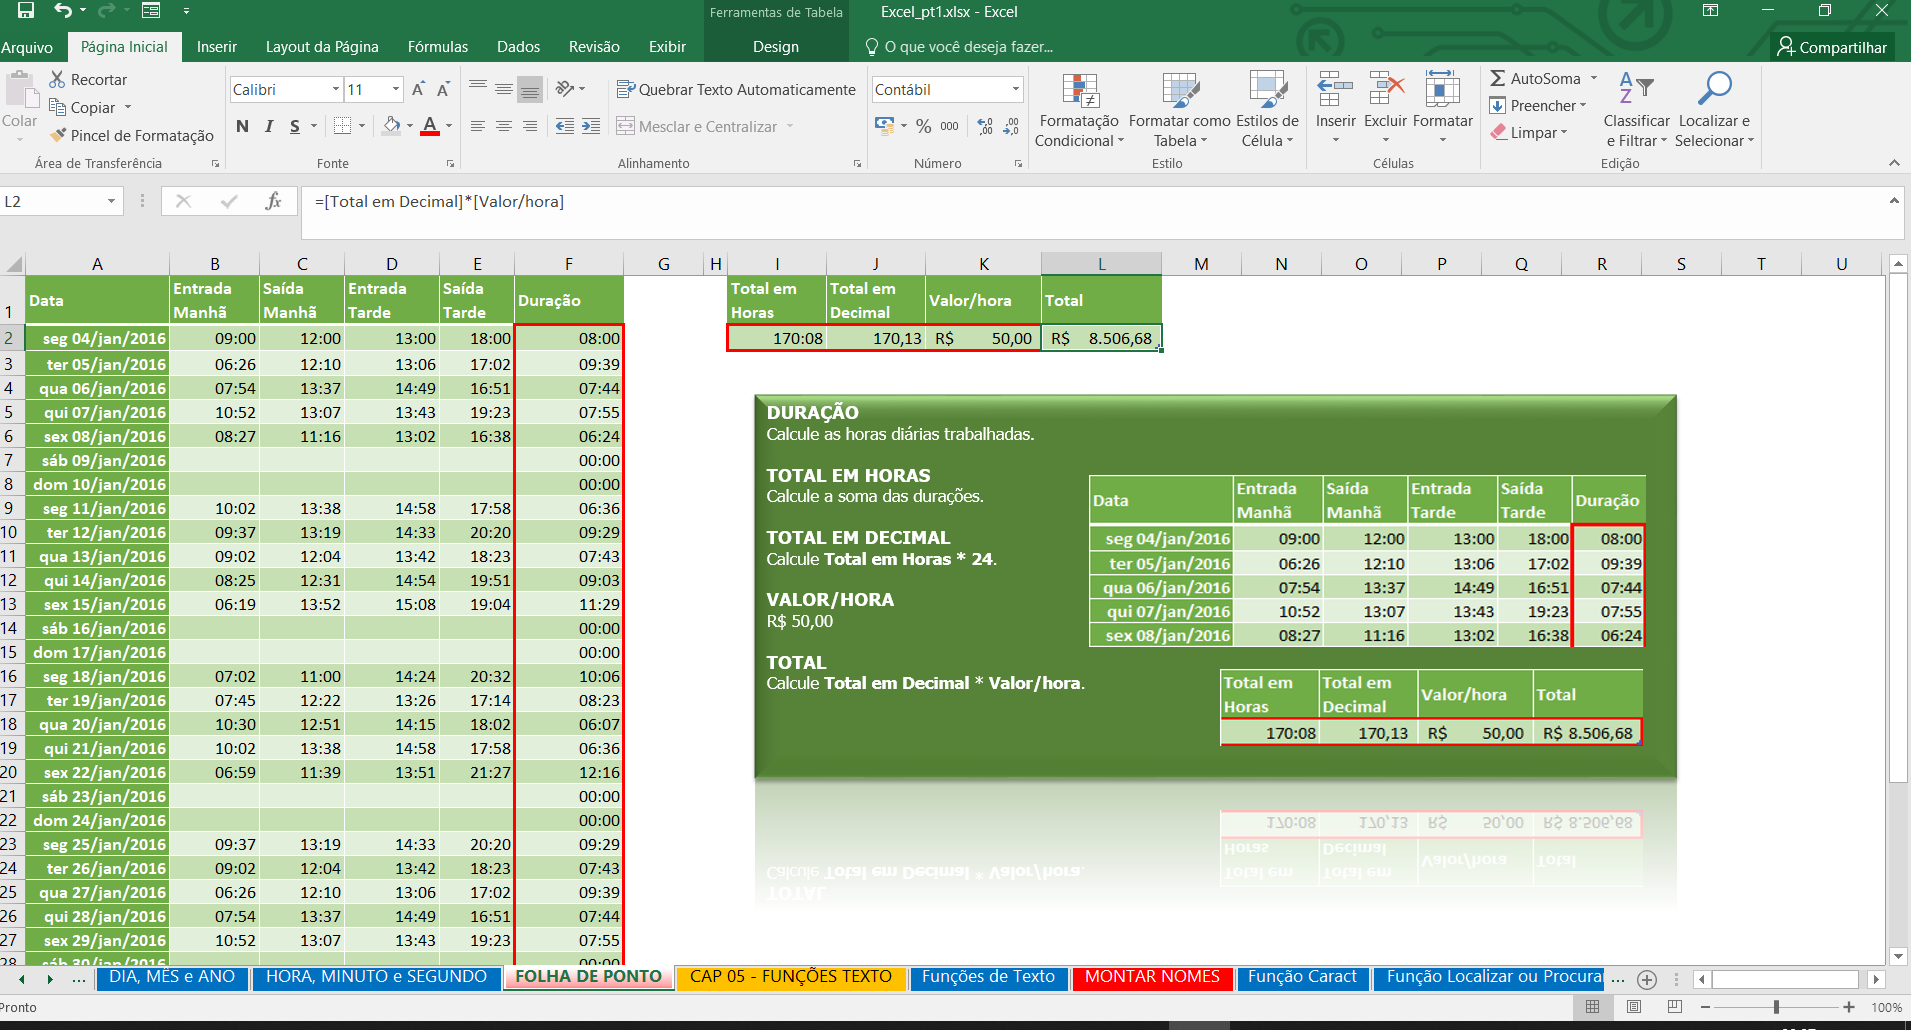 Ferramentas de Tabela
Excel_pt1.xlsx - Excel
Arquivo Página Inicial Inserir Layout da Página Fórmulas Dados Revisão Exibir Design O que você deseja fazer... Compartilhar
Colar
Recortar
Copiar
Pincel de Formatação
Área de Transferência
Calibri 11
N I S
Fonte
Quebrar Texto Automaticamente
Mesclar e Centralizar
Alinhamento
Contábil
% 000
Número
Formatação Condicional
Formatar como Tabela
Estilos de Célula
Estilo
Inserir Excluir Formatar
Células
AutoSoma
Preencher
Limpar
Classificar e Filtrar
Localizar e Selecionar
Edição
L2 fx =[Total em Decimal]*[Valor/hora]
A B C D E F G H I J K L M N O P Q R S T U
1 Data Entrada Manhã Saída Manhã Entrada Tarde Saída Tarde Duração Total em Horas Total em Decimal Valor/hora Total
2 seg 04/jan/2016 09:00 12:00 13:00 18:00 08:00 170:08 170,13 R$ 50,00 R$ 8.506,68
3 ter 05/jan/2016 06:26 12:10 13:06 17:02 09:39
4 qua 06/jan/2016 07:54 13:37 14:49 16:51 07:44
5 qui 07/jan/2016 10:52 13:07 13:43 19:23 07:55
6 sex 08/jan/2016 08:27 11:16 13:02 16:38 06:24
7 sáb 09/jan/2016 00:00
8 dom 10/jan/2016 00:00
9 seg 11/jan/2016 10:02 13:38 14:58 17:58 06:36
10 ter 12/jan/2016 09:37 13:19 14:33 20:20 09:29
11 qua 13/jan/2016 09:02 12:04 13:42 18:23 07:43
12 qui 14/jan/2016 08:25 12:31 14:54 19:51 09:03
13 sex 15/jan/2016 06:19 13:52 15:08 19:04 11:29
14 sáb 16/jan/2016 00:00
15 dom 17/jan/2016 00:00
16 seg 18/jan/2016 07:02 11:00 14:24 20:32 10:06
17 ter 19/jan/2016 07:45 12:22 13:26 17:14 08:23
18 qua 20/jan/2016 10:30 12:51 14:15 18:02 06:07
19 qui 21/jan/2016 10:02 13:38 14:58 17:58 06:36
20 sex 22/jan/2016 06:59 11:39 13:51 21:27 12:16
21 sáb 23/jan/2016 00:00
22 dom 24/jan/2016 00:00
23 seg 25/jan/2016 09:37 13:19 14:33 20:20 09:29
24 ter 26/jan/2016 09:02 12:04 13:42 18:23 07:43
25 qua 27/jan/2016 06:26 12:10 13:06 17:02 09:39
26 qui 28/jan/2016 07:54 13:37 14:49 16:51 07:44
27 sex 29/jan/2016 10:52 13:07 13:43 19:23 07:55
28 sáb 30/jan/2016 00:00
DURAÇÃO
Calcule as horas diárias trabalhadas.
TOTAL EM HORAS
Calcule a soma das durações.
TOTAL EM DECIMAL
Calcule Total em Horas * 24.
VALOR/HORA
R$ 50,00
TOTAL
Calcule Total em Decimal * Valor/hora.
Data Entrada Manhã Saída Manhã Entrada Tarde Saída Tarde Duração
seg 04/jan/2016 09:00 12:00 13:00 18:00 08:00
ter 05/jan/2016 06:26 12:10 13:06 17:02 09:39
qua 06/jan/2016 07:54 13:37 14:49 16:51 07:44
qui 07/jan/2016 10:52 13:07 13:43 19:23 07:55
sex 08/jan/2016 08:27 11:16 13:02 16:38 06:24
Total em Horas Total em Decimal Valor/hora Total
170:08 170,13 R$ 50,00 R$ 8.506,68
... DIA, MÊS e ANO HORA, MINUTO e SEGUNDO FOLHA DE PONTO CAP 05 - FUNÇÕES TEXTO Funções de Texto MONTAR NOMES Função Caract Função Localizar ou Procurar ...
Pronto 100%